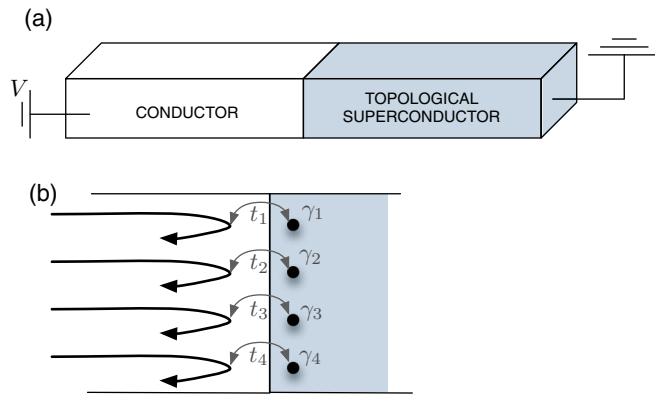 (a)
V
CONDUCTOR
TOPOLOGICAL
SUPERCONDUCTOR
(b)
t₁ γ₁
t₂ γ₂
t₃ γ₃
t₄ γ₄